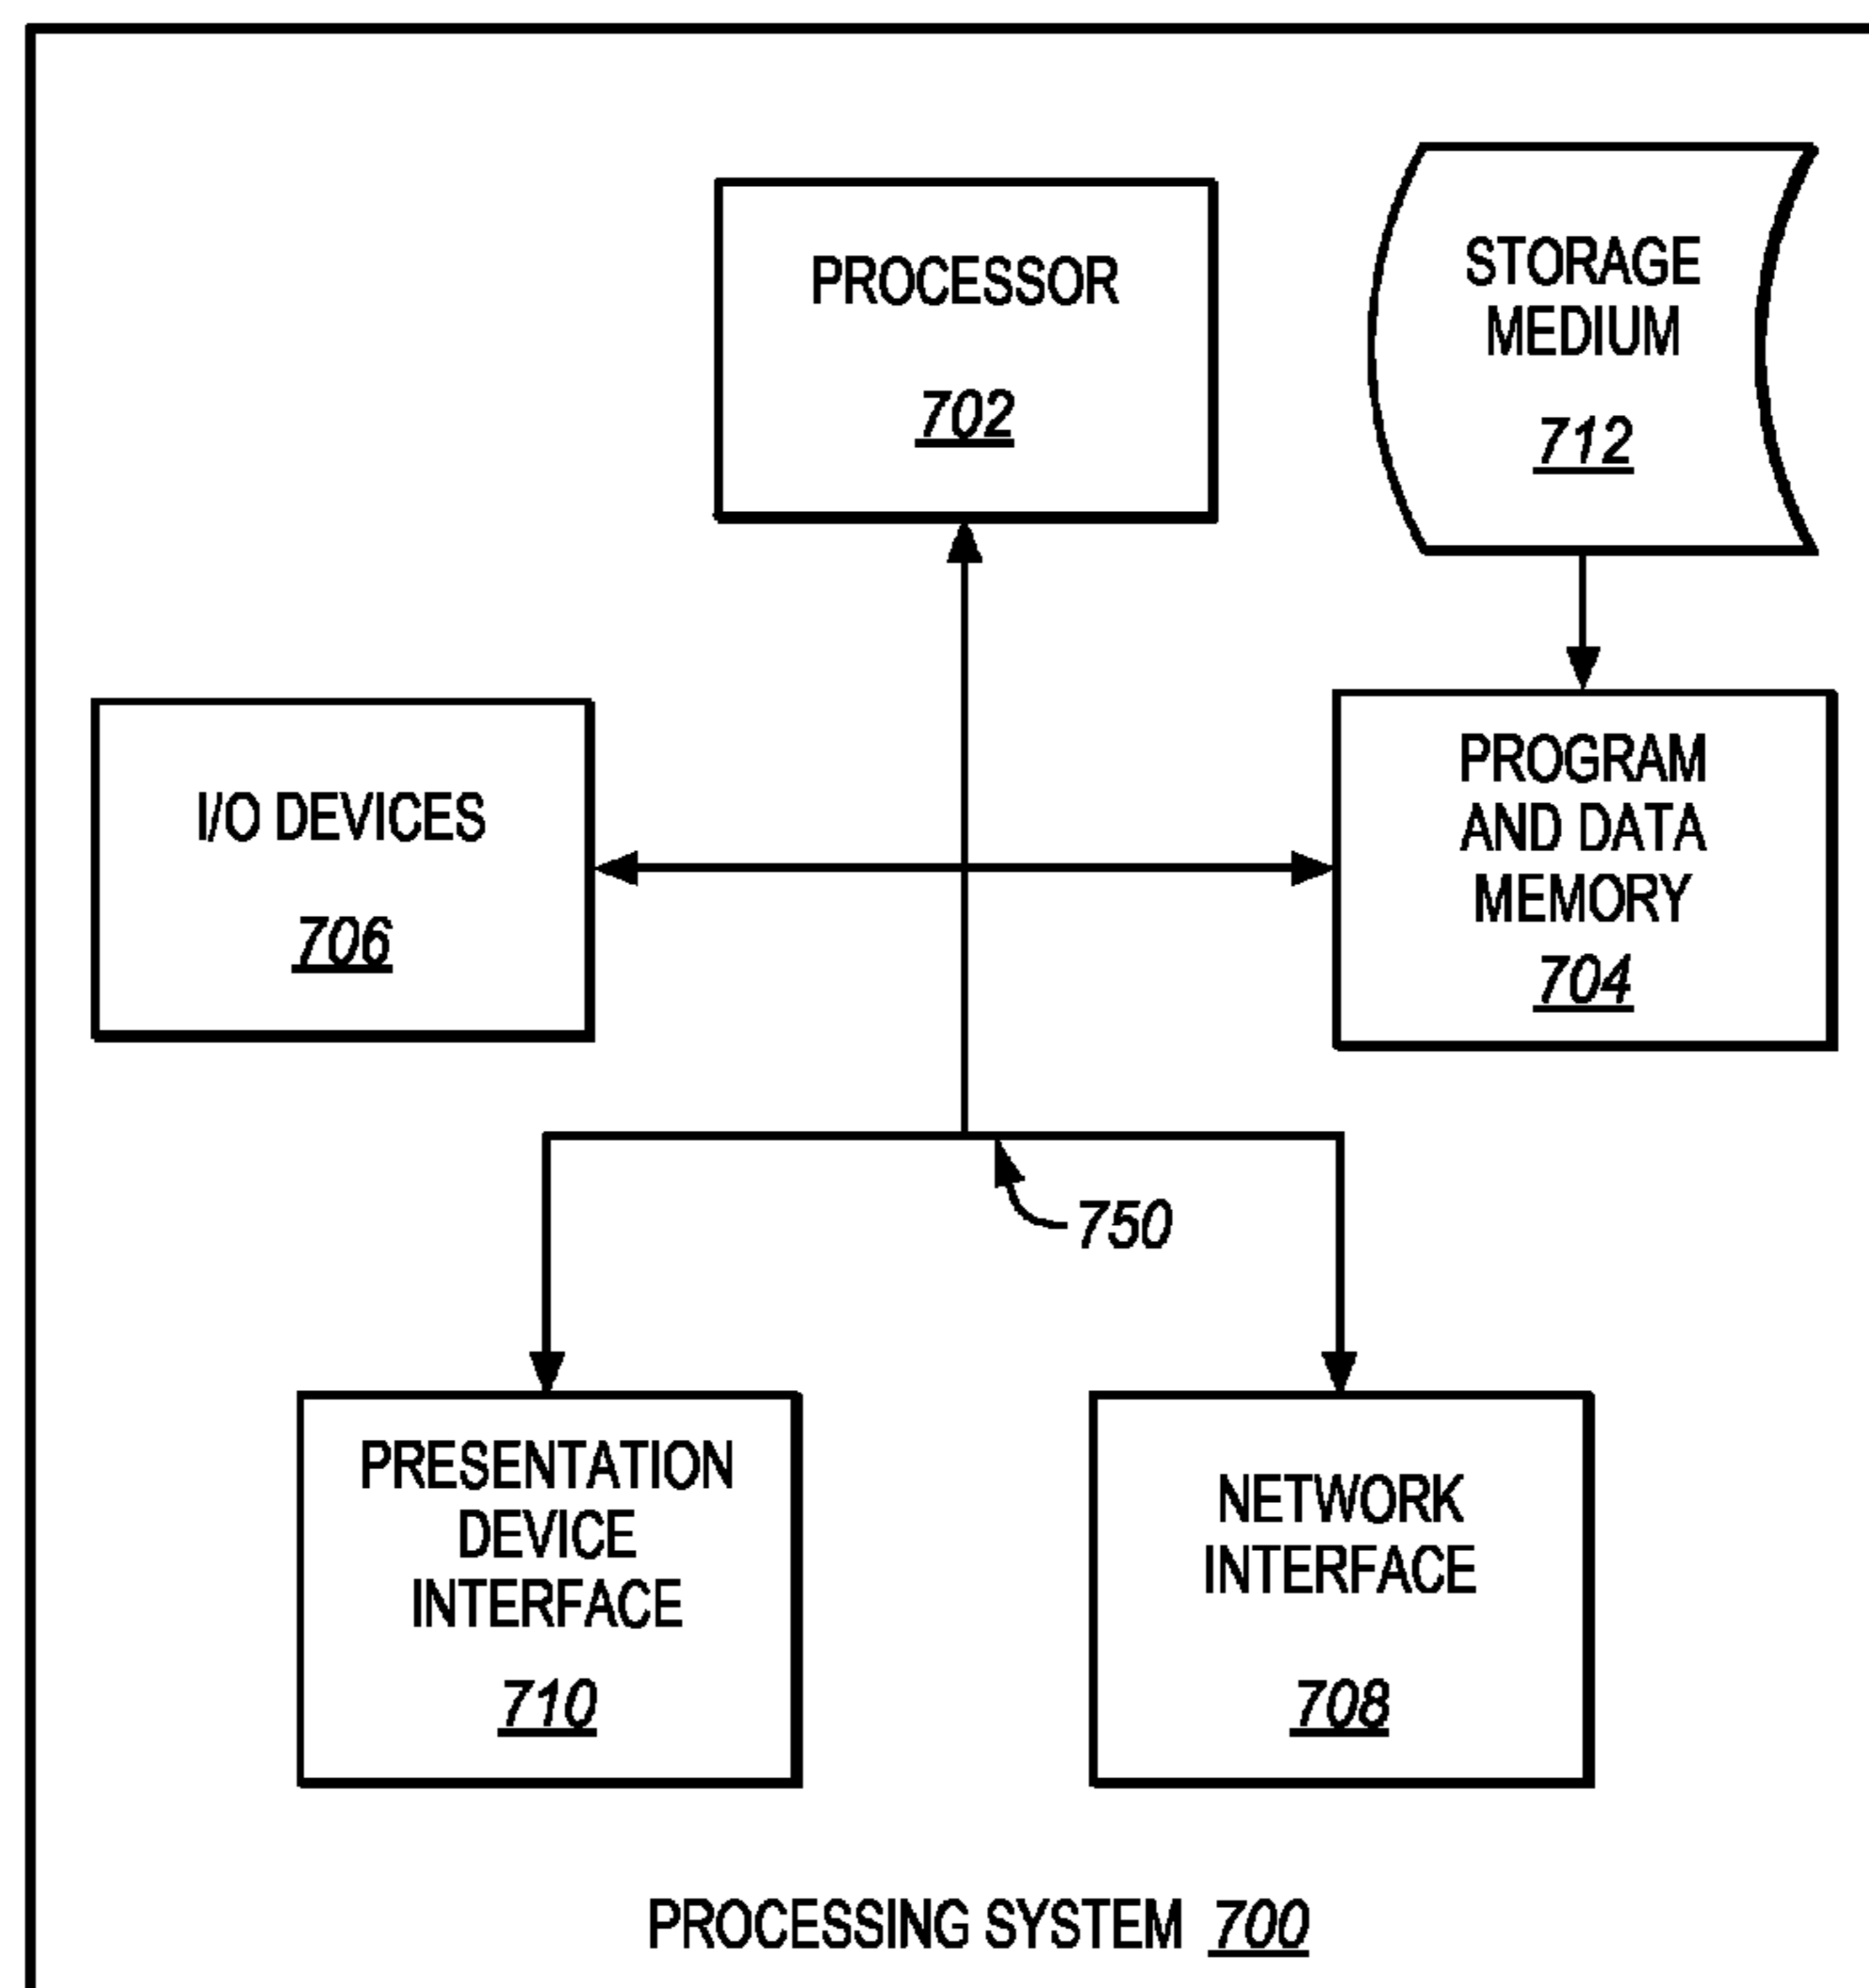 PROCESSOR
702
STORAGE
MEDIUM
712
I/O DEVICES
706
PROGRAM
AND DATA
MEMORY
704
750
PRESENTATION
DEVICE
INTERFACE
710
NETWORK
INTERFACE
708
PROCESSING SYSTEM 700